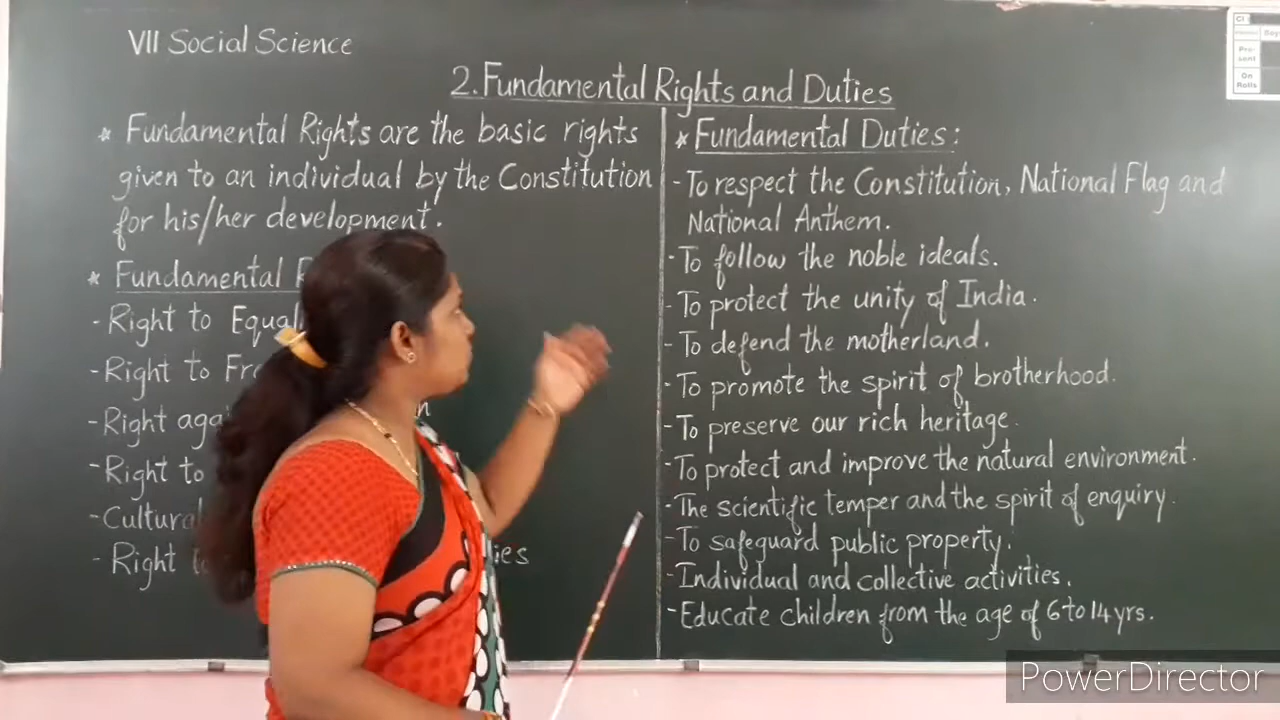 VII Social Science
2. Fundamental Rights and Duties
* Fundamental Rights are the basic rights
given to an individual by the Constitution
for his/her development.
* Fundamental
- Right to
- Right to
- Right
- Right to
- Cultural
- Right
* Fundamental Duties:
- To respect the Constitution, National Flag and
National Anthem.
- To follow the noble ideals.
- To protect the unity of India.
- To defend the motherland.
- To promote the spirit of brotherhood.
- To preserve our rich heritage.
- To protect and improve the natural environment.
- The scientific temper and the spirit of enquiry.
- To safeguard public property.
- Individual and collective activities.
- Educate children from the age of 6 to 14 yrs.
Pre-
sent
On
Rolls
PowerDirector